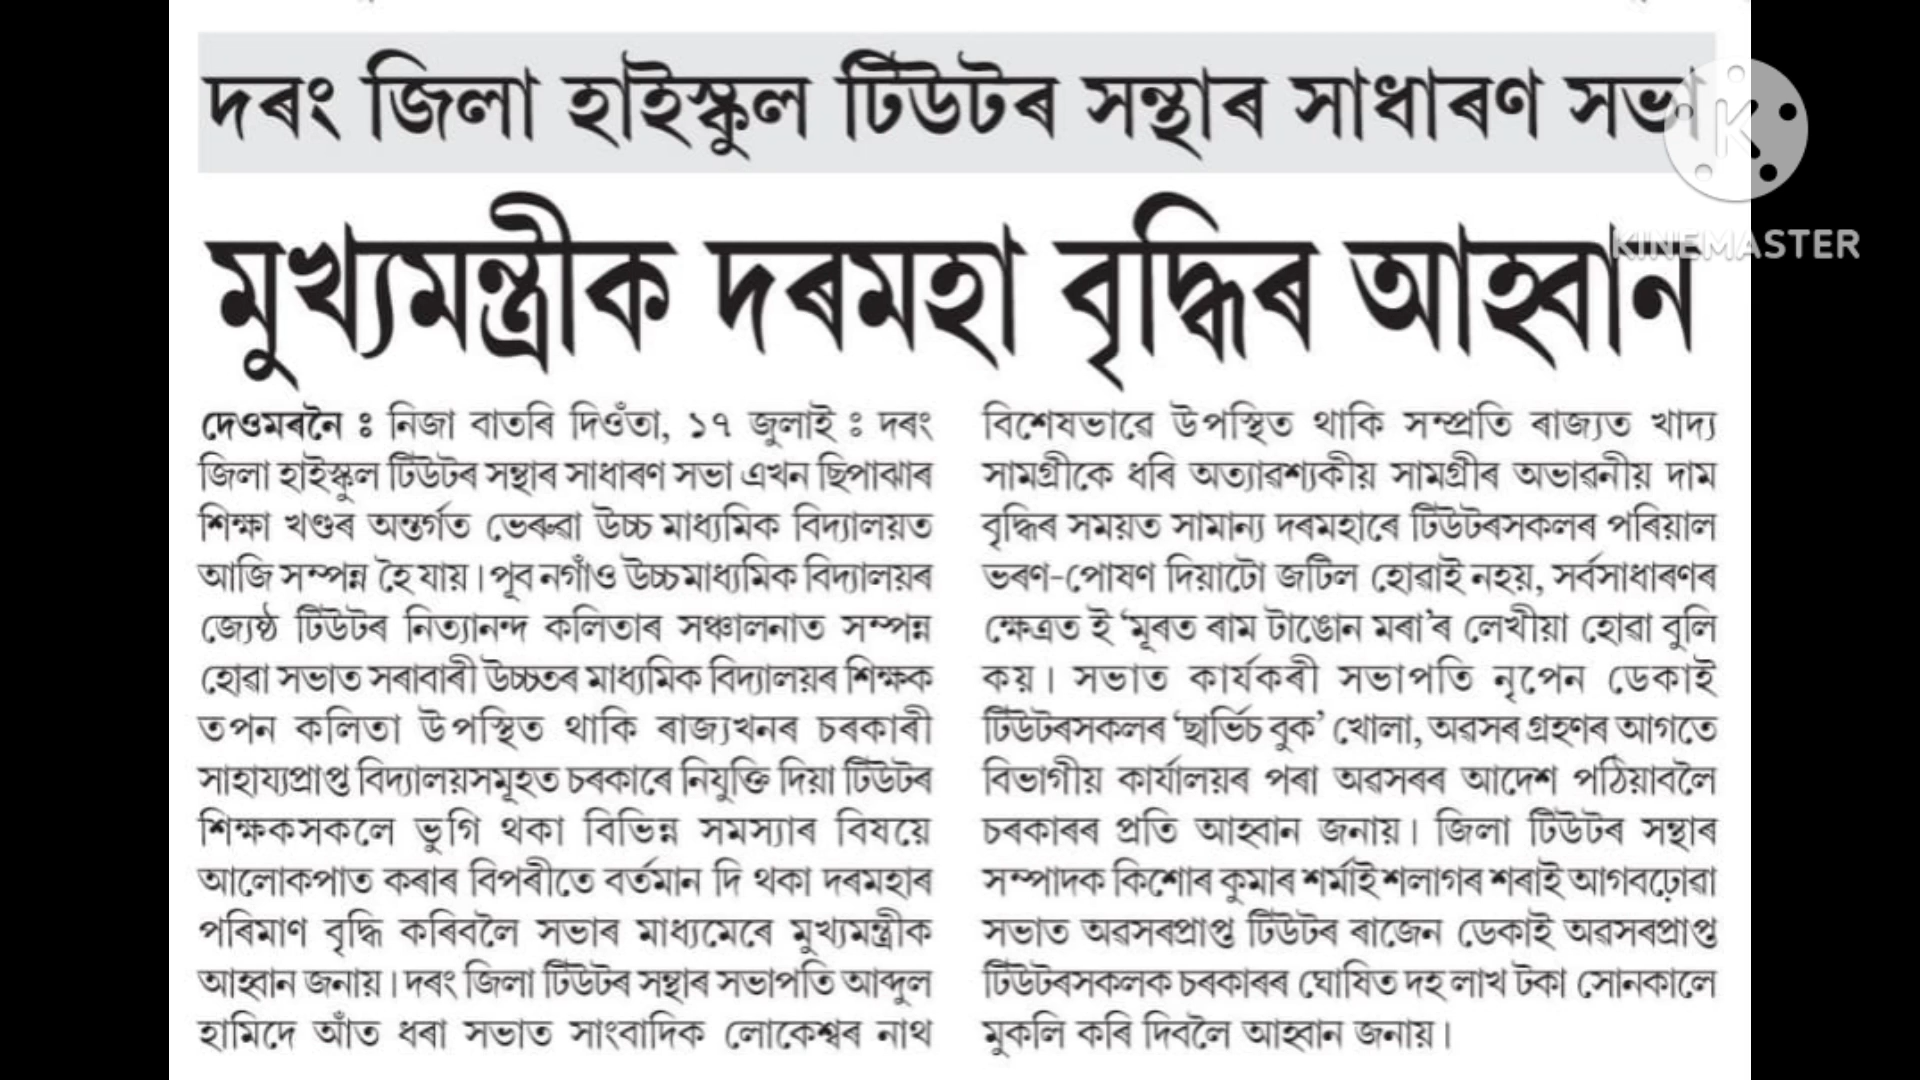 দৰং জিলা হাইস্কুল টিউটৰ সন্থাৰ সাধাৰণ সভা
মুখ্যমন্ত্ৰীক দৰমহা বৃদ্ধিৰ আহ্বান
দেওমৰনৈ ঃ নিজা বাতৰি দিওঁতা, ১৭ জুলাই ঃ দৰং
জিলা হাইস্কুল টিউটৰ সন্থাৰ সাধাৰণ সভা এখন ছিপাঝাৰ
শিক্ষা খণ্ডৰ অন্তৰ্গত ভেৰুৱা উচ্চ মাধ্যমিক বিদ্যালয়ত
আজি সম্পন্ন হৈ যায়। পূব নগাঁও উচ্চ মাধ্যমিক বিদ্যালয়ৰ
জ্যেষ্ঠ টিউটৰ নিত্যানন্দ কলিতাৰ সঞ্চালনাত সম্পন্ন
হোৱা সভাত সৰাবাৰী উচ্চতৰ মাধ্যমিক বিদ্যালয়ৰ শিক্ষক
তপন কলিতা উপস্থিত থাকি ৰাজ্যখনৰ চৰকাৰী
সাহায্যপ্ৰাপ্ত বিদ্যালয়সমূহত চৰকাৰে নিযুক্তি দিয়া টিউটৰ
শিক্ষকসকলে ভুগি থকা বিভিন্ন সমস্যাৰ বিষয়ে
আলোকপাত কৰাৰ বিপৰীতে বৰ্তমান দি থকা দৰমহাৰ
পৰিমাণ বৃদ্ধি কৰিবলৈ সভাৰ মাধ্যমেৰে মুখ্যমন্ত্ৰীক
আহ্বান জনায়। দৰং জিলা টিউটৰ সন্থাৰ সভাপতি আব্দুল
হামিদে আঁত ধৰা সভাত সাংবাদিক লোকেশ্বৰ নাথ
বিশেষভাৱে উপস্থিত থাকি সম্প্ৰতি ৰাজ্যত খাদ্য
সামগ্ৰীকে ধৰি অত্যাৱশ্যকীয় সামগ্ৰীৰ অভাৱনীয় দাম
বৃদ্ধিৰ সময়ত সামান্য দৰমহাৰে টিউটৰসকলৰ পৰিয়াল
ভৰণ-পোষণ দিয়াটো জটিল হোৱাই নহয়, সৰ্বসাধাৰণৰ
ক্ষেত্ৰত ই ‘মূৰত ৰাম টাঙোন মৰা’ৰ লেখীয়া হোৱা বুলি
কয়। সভাত কাৰ্যকৰী সভাপতি নৃপেন ডেকাই
টিউটৰসকলৰ ‘ছাৰ্ভিচ বুক’ খোলা, অৱসৰ গ্ৰহণৰ আগতে
বিভাগীয় কাৰ্যালয়ৰ পৰা অৱসৰৰ আদেশ পঠিয়াবলৈ
চৰকাৰৰ প্ৰতি আহ্বান জনায়। জিলা টিউটৰ সন্থাৰ
সম্পাদক কিশোৰ কুমাৰ শৰ্মাই শলাগৰ শৰাই আগবঢ়োৱা
সভাত অৱসৰপ্ৰাপ্ত টিউটৰ ৰাজেন ডেকাই অৱসৰপ্ৰাপ্ত
টিউটৰসকলক চৰকাৰৰ ঘোষিত দহ লাখ টকা সোনকালে
মুকলি কৰি দিবলৈ আহ্বান জনায়।
K
KINEMASTER